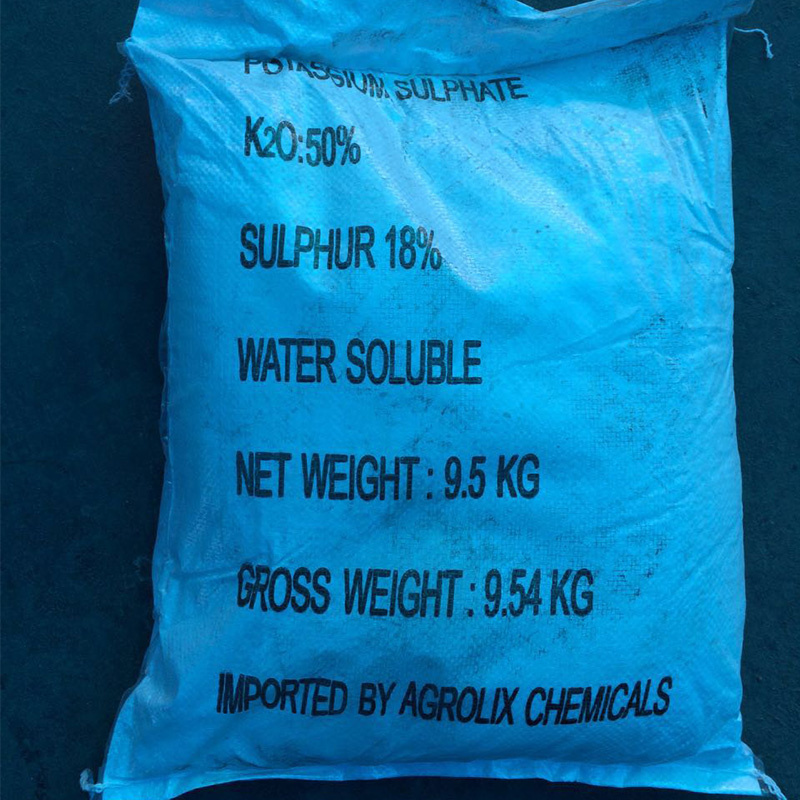 POTASSIUM SULPHATE
K2O:50%
SULPHUR 18%
WATER SOLUBLE
NET WEIGHT : 9.5 KG
GROSS WEIGHT : 9.54 KG
IMPORTED BY AGROLIX CHEMICALS